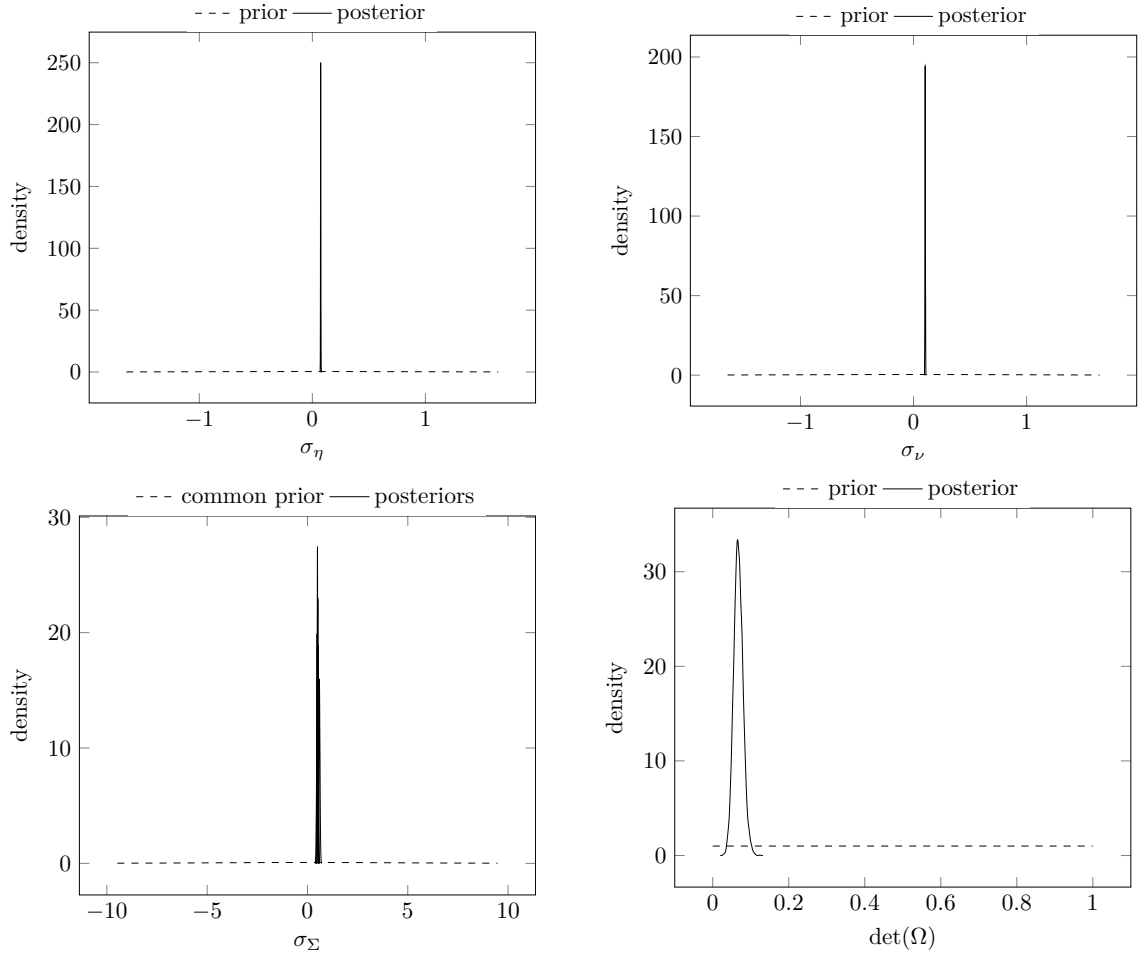 prior posterior
250
200
150
100
50
0
density
−1 0 1
σ_η
prior posterior
200
150
100
50
0
density
−1 0 1
σ_ν
common prior posteriors
30
20
10
0
density
−10 −5 0 5 10
σ_Σ
prior posterior
30
20
10
0
density
0 0.2 0.4 0.6 0.8 1
det(Ω)